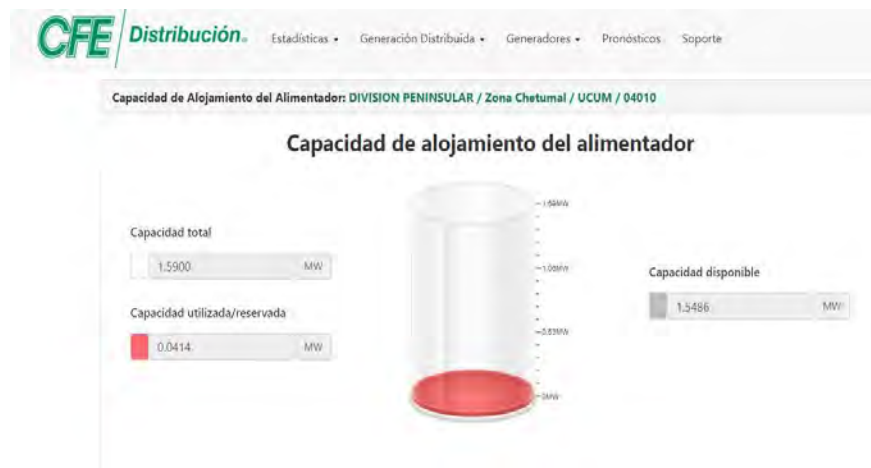 CFE Distribución®
Estadísticas
Generación Distribuida
Generadores
Pronósticos
Soporte
Capacidad de Alojamiento del Alimentador: DIVISION PENINSULAR / Zona Chetumal / UCUM / 04010
Capacidad de alojamiento del alimentador
Capacidad total
1.5900 MW
Capacidad utilizada/reservada
0.0414 MW
0.53MW
0MW
Capacidad disponible
1.5486 MW